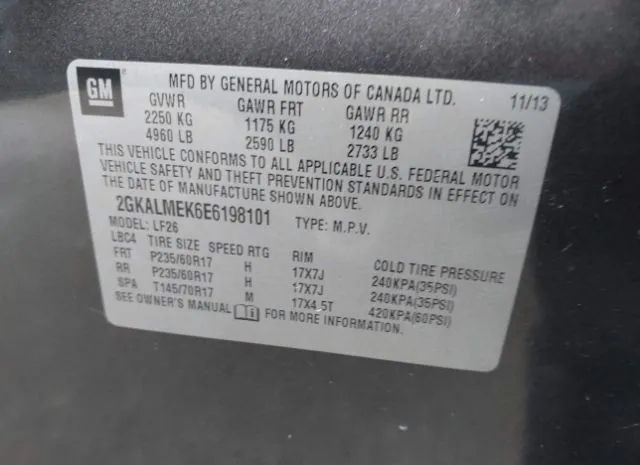 GM
MFD BY GENERAL MOTORS OF CANADA LTD. 11/13
GVWR GAWR FRT GAWR RR
2250 KG 1175 KG 1240 KG
4960 LB 2590 LB 2733 LB
THIS VEHICLE CONFORMS TO ALL APPLICABLE U.S. FEDERAL MOTOR
VEHICLE SAFETY AND THEFT PREVENTION STANDARDS IN EFFECT ON
THE DATE OF MANUFACTURE SHOWN ABOVE.
2GKALMEK6E6198101 TYPE: M.P.V.
MODEL: LF26
LBC4 TIRE SIZE SPEED RTG RIM COLD TIRE PRESSURE
FRT P235/60R17 H 17X7J 240KPA(35PSI)
RR P235/60R17 H 17X7J 240KPA(35PSI)
SPA T145/70R17 M 17X4.5T 420KPA(60PSI)
SEE OWNER'S MANUAL FOR MORE INFORMATION.